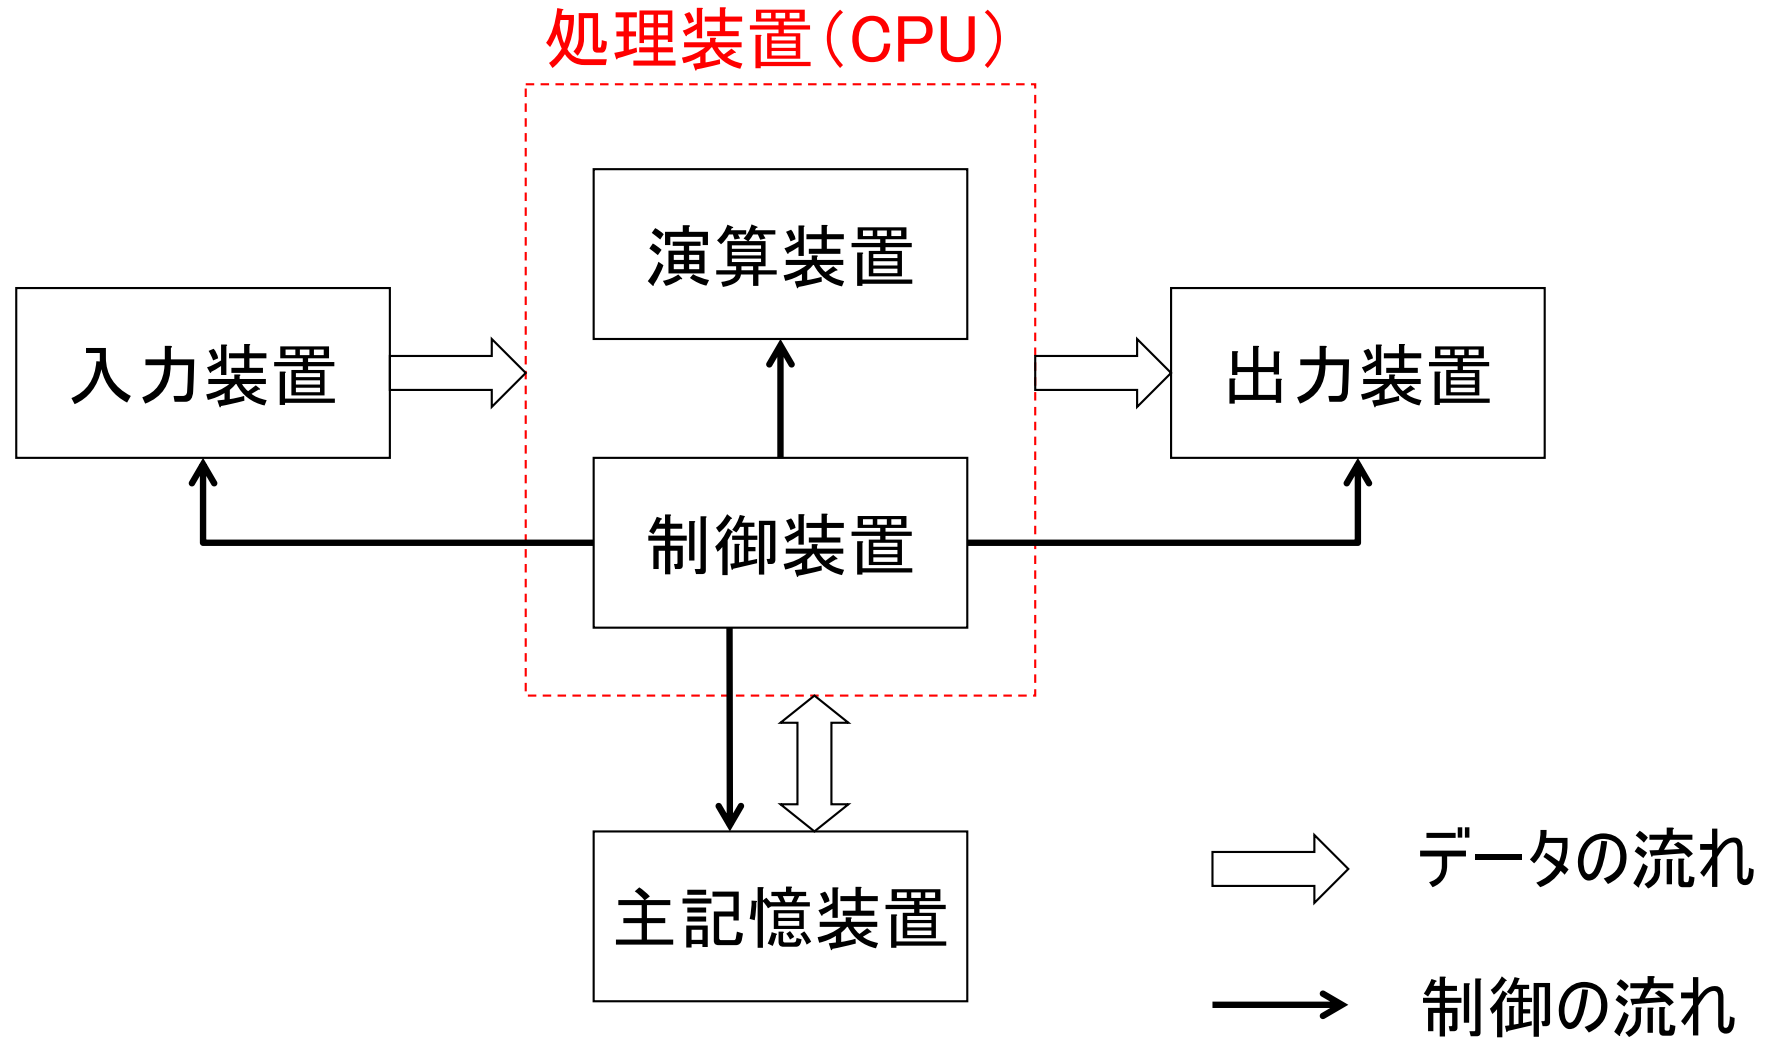 処理装置(CPU)
演算装置
入力装置
出力装置
制御装置
主記憶装置
データの流れ
制御の流れ